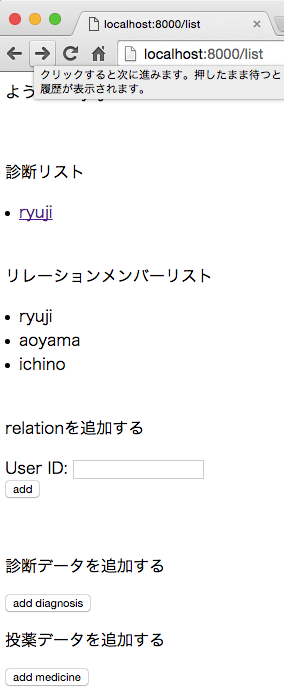 localhost:8000/list
localhost:8000/list
クリックすると次に進みます。押したまま待つと
履歴が表示されます。
よう
診断リスト
ryuji
リレーションメンバーリスト
ryuji
aoyama
ichino
relationを追加する
User ID:
add
診断データを追加する
add diagnosis
投薬データを追加する
add medicine